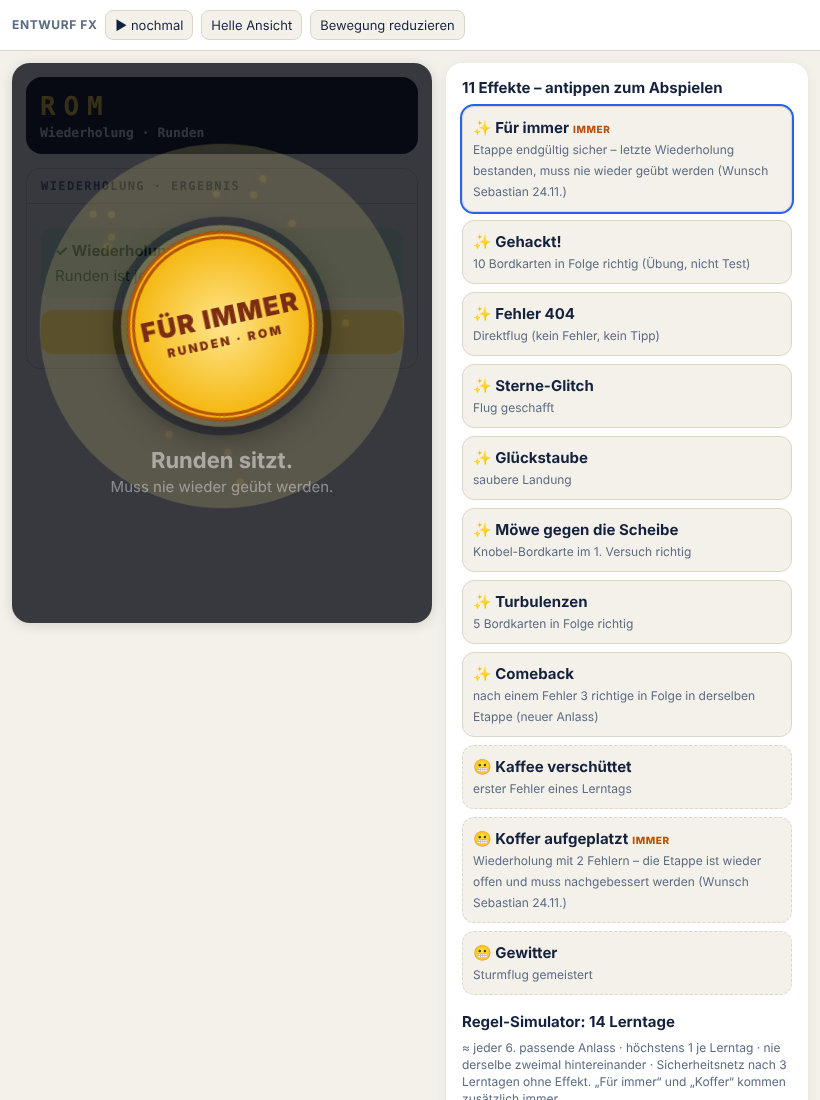 ENTWURF FX
▶ nochmal
Helle Ansicht
Bewegung reduzieren
ROM
Wiederholung · Runden
WIEDERHOLUNG · ERGEBNIS
✓ Wiederholun
Runden ist
FÜR IMMER
RUNDEN · ROM
Runden sitzt.
Muss nie wieder geübt werden.
11 Effekte – antippen zum Abspielen
✨ Für immer IMMER
Etappe endgültig sicher – letzte Wiederholung
bestanden, muss nie wieder geübt werden (Wunsch
Sebastian 24.11.)
✨ Gehackt!
10 Bordkarten in Folge richtig (Übung, nicht Test)
✨ Fehler 404
Direktflug (kein Fehler, kein Tipp)
✨ Sterne-Glitch
Flug geschafft
✨ Glückstaube
saubere Landung
✨ Möwe gegen die Scheibe
Knobel-Bordkarte im 1. Versuch richtig
✨ Turbulenzen
5 Bordkarten in Folge richtig
✨ Comeback
nach einem Fehler 3 richtige in Folge in derselben
Etappe (neuer Anlass)
😬 Kaffee verschüttet
erster Fehler eines Lerntags
😬 Koffer aufgeplatzt IMMER
Wiederholung mit 2 Fehlern – die Etappe ist wieder
offen und muss nachgebessert werden (Wunsch
Sebastian 24.11.)
😬 Gewitter
Sturmflug gemeistert
Regel-Simulator: 14 Lerntage
≈ jeder 6. passende Anlass · höchstens 1 je Lerntag · nie
derselbe zweimal hintereinander · Sicherheitsnetz nach 3
Lerntagen ohne Effekt. „Für immer“ und „Koffer“ kommen
zusätzlich immer.